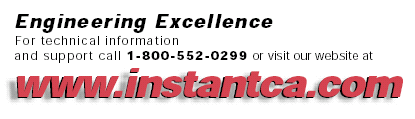 Engineering Excellence
For technical information
and support call 1-800-552-0299 or visit our website at
www.instantca.com